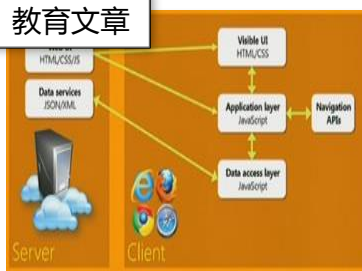 教育文章
HTML/CSS/JS
Data services
JSON/XML
Server
Visible UI
HTML/CSS
Application layer
JavaScript
Navigation
APIs
Data access layer
JavaScript
Client